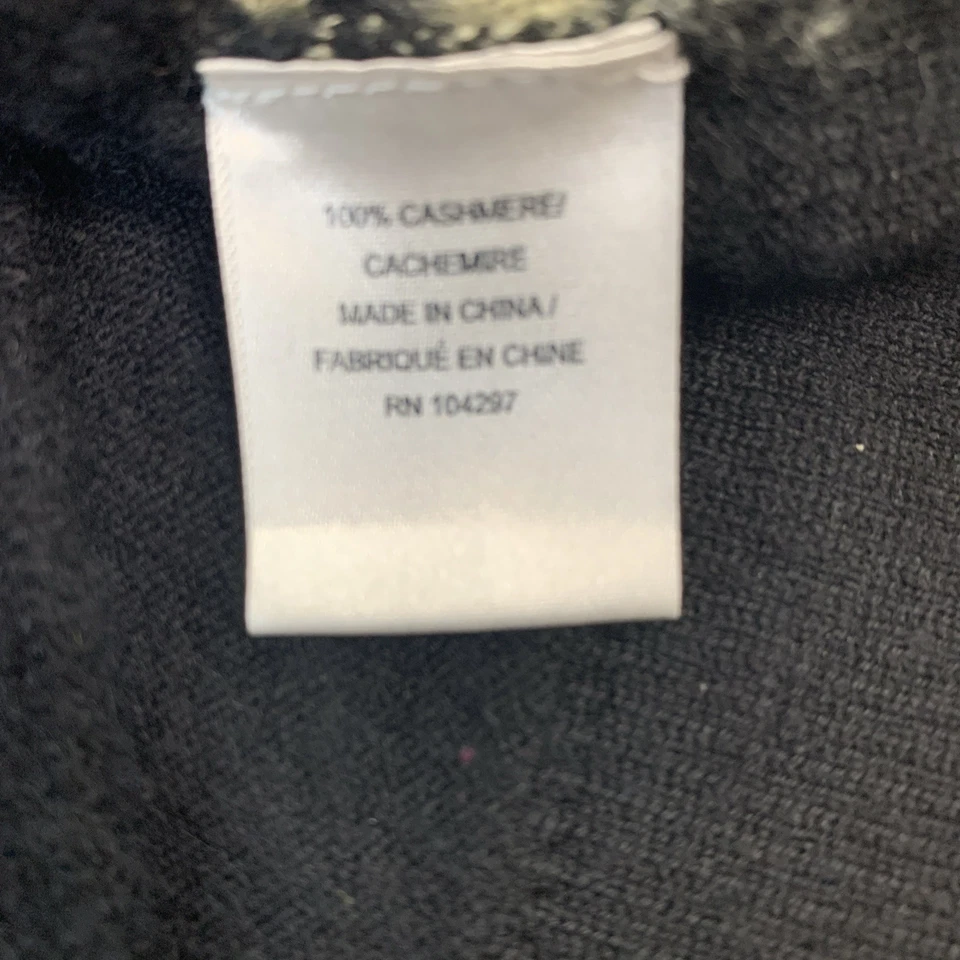 100% CASHMERE/
CACHEMIRE
MADE IN CHINA /
FABRIQUÉ EN CHINE
RN 104297